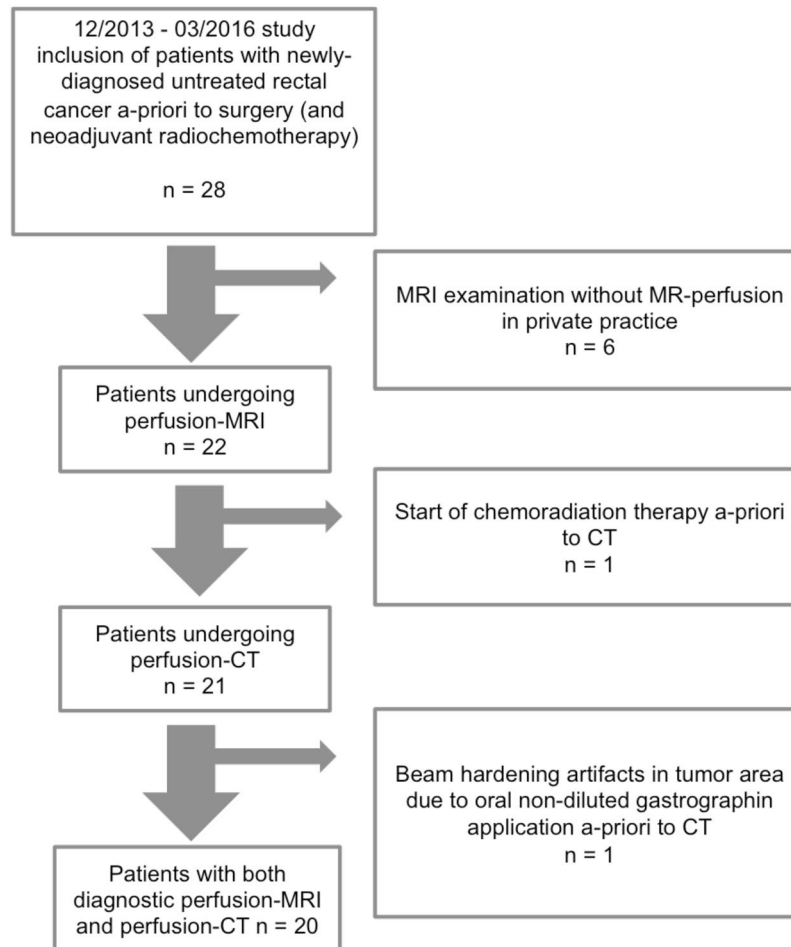 12/2013 - 03/2016 study
inclusion of patients with newly-
diagnosed untreated rectal
cancer a-priori to surgery (and
neoadjuvant radiochemotherapy)
n = 28
MRI examination without MR-perfusion
in private practice
n = 6
Patients undergoing
perfusion-MRI
n = 22
Start of chemoradiation therapy a-priori
to CT
n = 1
Patients undergoing
perfusion-CT
n = 21
Beam hardening artifacts in tumor area
due to oral non-diluted gastrographin
application a-priori to CT
n = 1
Patients with both
diagnostic perfusion-MRI
and perfusion-CT n = 20